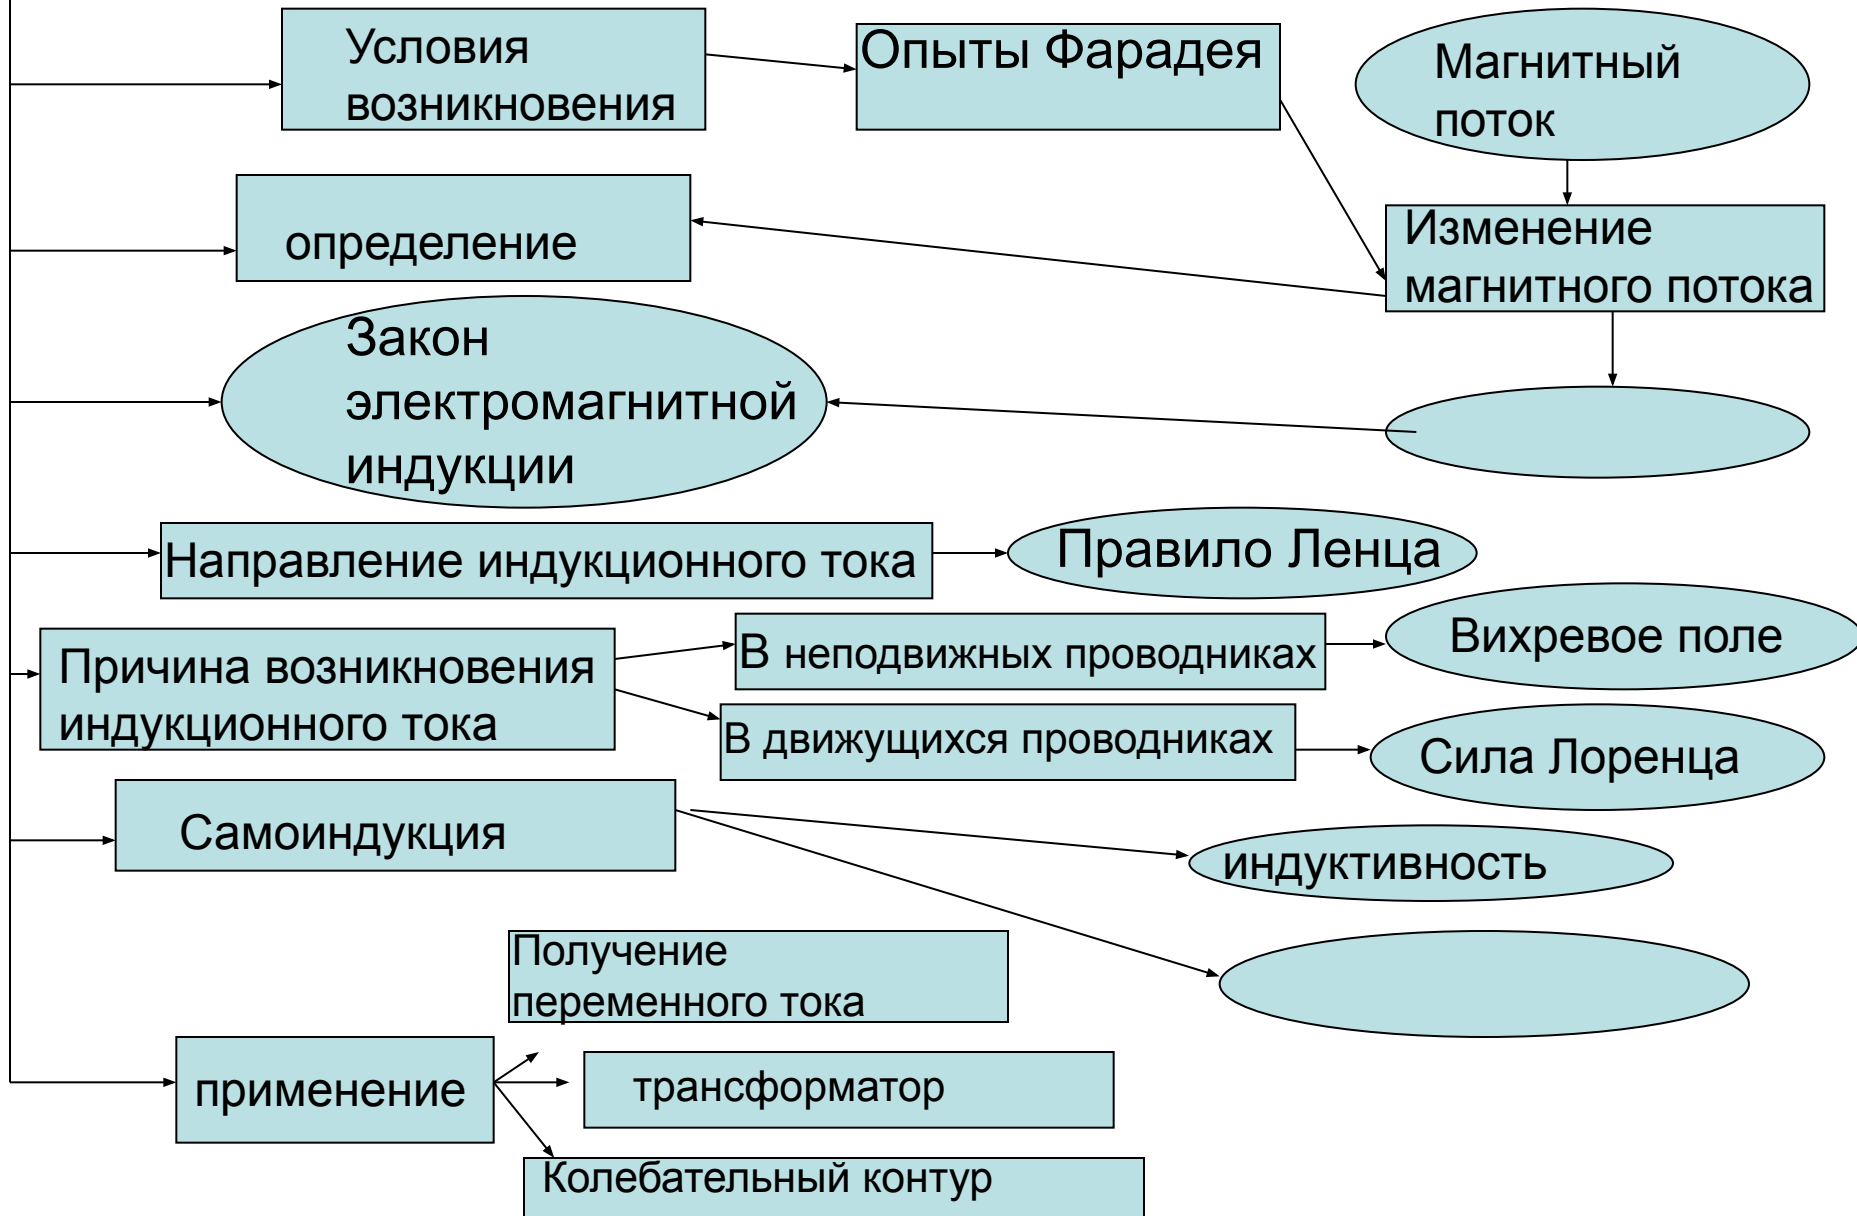 Условия
возникновения
Опыты Фарадея
Магнитный
поток
определение
Изменение
магнитного потока
Закон
электромагнитной
индукции
Направление индукционного тока
Правило Ленца
Причина возникновения
индукционного тока
В неподвижных проводниках
Вихревое поле
В движущихся проводниках
Сила Лоренца
Самоиндукция
индуктивность
Получение
переменного тока
применение
трансформатор
Колебательный контур